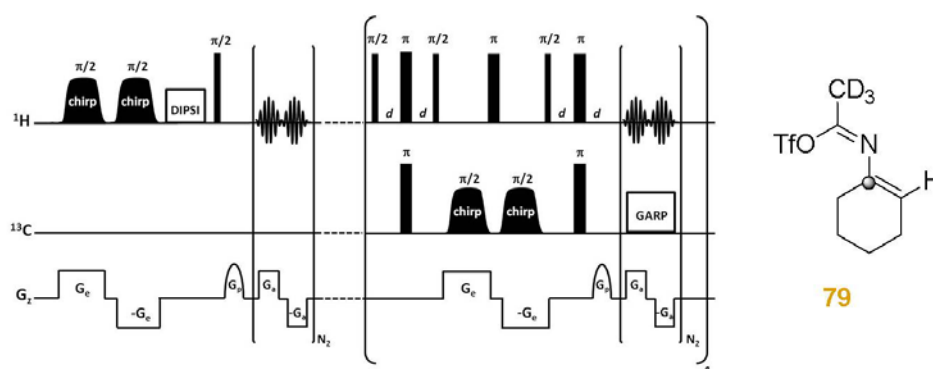 π/2 π/2 π/2
chirp chirp DIPSI
¹H
π/2 π π/2 π π/2 π
d d d d
π π/2 π/2 π
chirp chirp GARP
¹³C
Gz Ge -Ge Gp Ga -Ga N2
Ge -Ge Gp Ga -Ga N2
CD3
TfO N
H
79